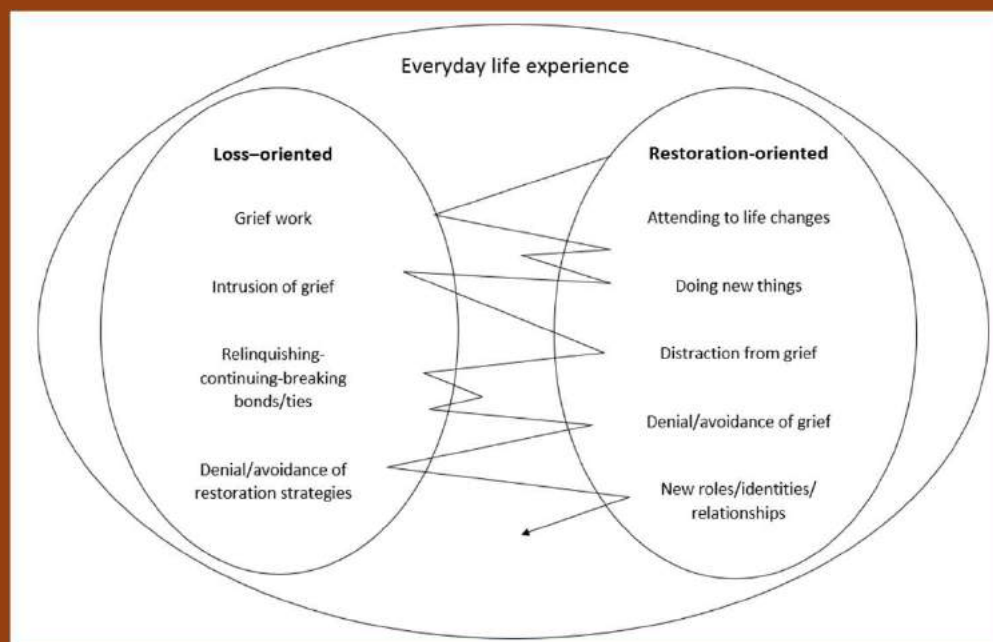 Everyday life experience
Loss–oriented
Grief work
Intrusion of grief
Relinquishing-
continuing-breaking
bonds/ties
Denial/avoidance of
restoration strategies
Restoration-oriented
Attending to life changes
Doing new things
Distraction from grief
Denial/avoidance of grief
New roles/identities/
relationships